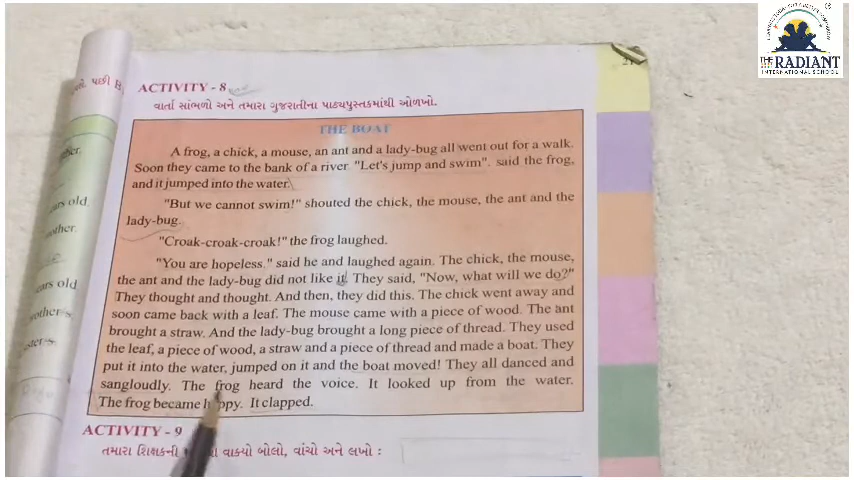 THE RADIANT
INTERNATIONAL SCHOOL
પછી
ACTIVITY - 8
વાર્તા સાંભળો અને તમારા ગુજરાતીના પાઠ્યપુસ્તકમાંથી ઓળખો.
THE BOAT
A frog, a chick, a mouse, an ant and a lady-bug all went out for a walk.
Soon they came to the bank of a river. "Let's jump and swim". said the frog,
and it jumped into the water.
"But we cannot swim!" shouted the chick, the mouse, the ant and the
lady-bug.
"Croak-croak-croak!" the frog laughed.
"You are hopeless." said he and laughed again. The chick, the mouse,
the ant and the lady-bug did not like it. They said, "Now, what will we do?"
They thought and thought. And then, they did this. The chick went away and
soon came back with a leaf. The mouse came with a piece of wood. The ant
brought a straw. And the lady-bug brought a long piece of thread. They used
the leaf, a piece of wood, a straw and a piece of thread and made a boat. They
put it into the water, jumped on it and the boat moved! They all danced and
sangloudly. The frog heard the voice. It looked up from the water.
The frog became happy. It clapped.
ACTIVITY - 9
તમારા શિક્ષકની વાક્યો બોલો, વાંચો અને લખો :
old.
old